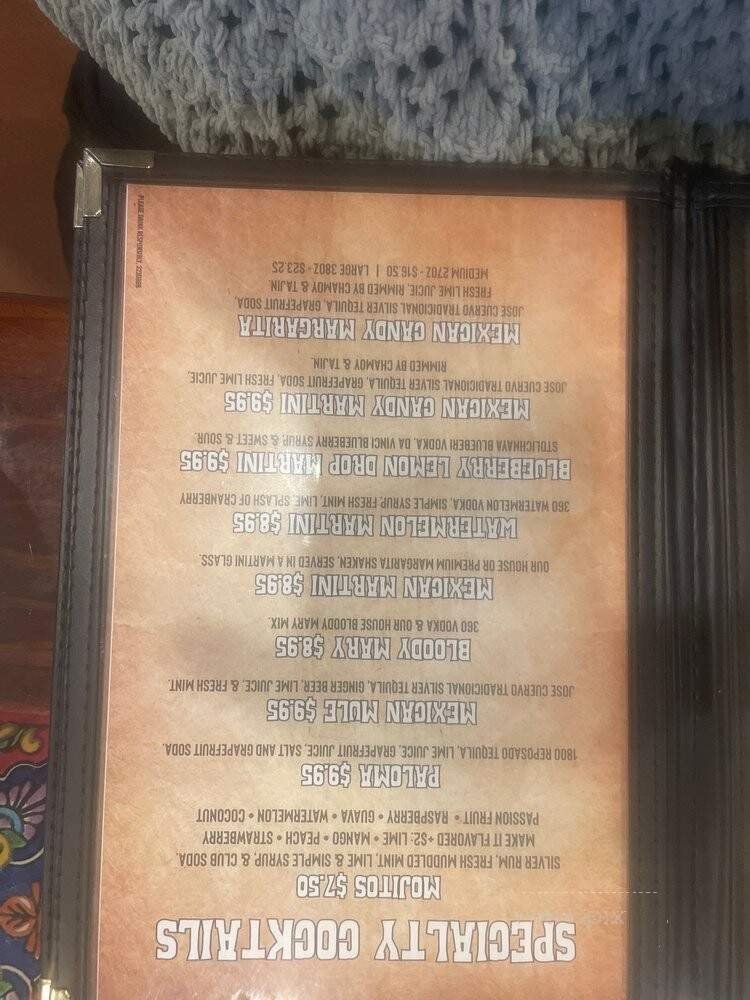 SPECIALTY COCKTAILS
MOJITOS $7.50
SILVER RUM, FRESH MUDDLED MINT, LIME & SIMPLE SYRUP, & CLUB SODA.
MAKE IT FLAVORED +$2: LIME • MANGO • PEACH • STRAWBERRY
PASSION FRUIT • RASPBERRY • GUAVA • WATERMELON • COCONUT
PALOMA $9.95
1800 REPOSADO TEQUILA, LIME JUICE, GRAPEFRUIT JUICE, SALT AND GRAPEFRUIT SODA.
MEXICAN MULE $9.95
JOSE CUERVO TRADICIONAL SILVER TEQUILA, GINGER BEER, LIME JUICE, & FRESH MINT.
BLOODY MARY $8.95
360 VODKA & OUR HOUSE BLOODY MARY MIX.
MEXICAN MARTINI $8.95
OUR HOUSE OR PREMIUM MARGARITA SHAKEN, SERVED IN A MARTINI GLASS.
WATERMELON MARTINI $8.95
360 WATERMELON VODKA, SIMPLE SYRUP, FRESH MINT, LIME, SPLASH OF CRANBERRY
BLUEBERRY LEMON DROP MARTINI $9.95
STOLICHNAYA BLUEBERI VODKA, DA VINCI BLUEBERRY SYRUP, & SWEET & SOUR.
MEXICAN CANDY MARTINI $9.95
JOSE CUERVO TRADICIONAL SILVER TEQUILA, GRAPEFRUIT SODA, FRESH LIME JUCIE,
RIMMED BY CHAMOY & TAJIN.
MEXICAN CANDY MARGARITA
JOSE CUERVO TRADICIONAL SILVER TEQUILA, GRAPEFRUIT SODA,
FRESH LIME JUCIE, RIMMED BY CHAMOY & TAJIN.
MEDIUM 27OZ - $16.50 | LARGE 38OZ - $23.25
PLEASE DRINK RESPONSIBLY.